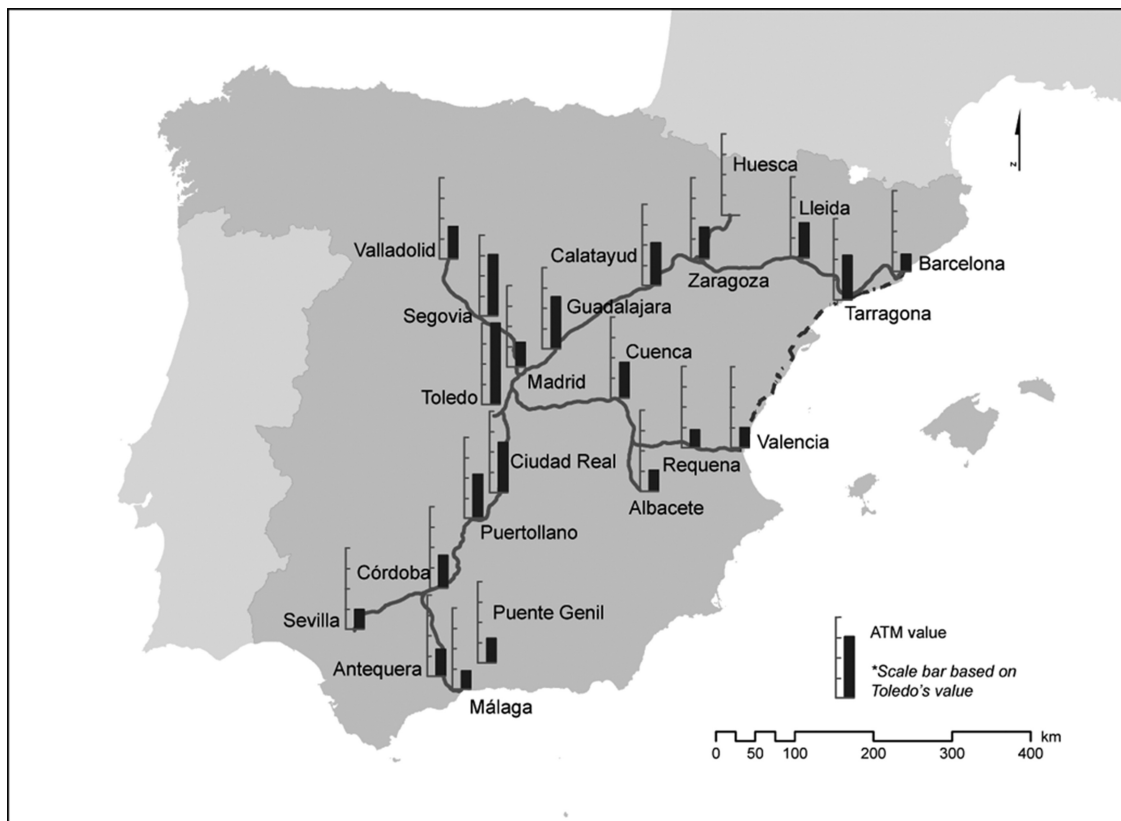 Huesca
Lleida
Valladolid
Calatayud
Barcelona
Zaragoza
Guadalajara
Segovia
Tarragona
Cuenca
Madrid
Toledo
Valencia
Ciudad Real
Requena
Albacete
Puertollano
Córdoba
Puente Genil
Sevilla
Antequera
Málaga
ATM value
*Scale bar based on
Toledo's value
km
0 50 100 200 300 400
N